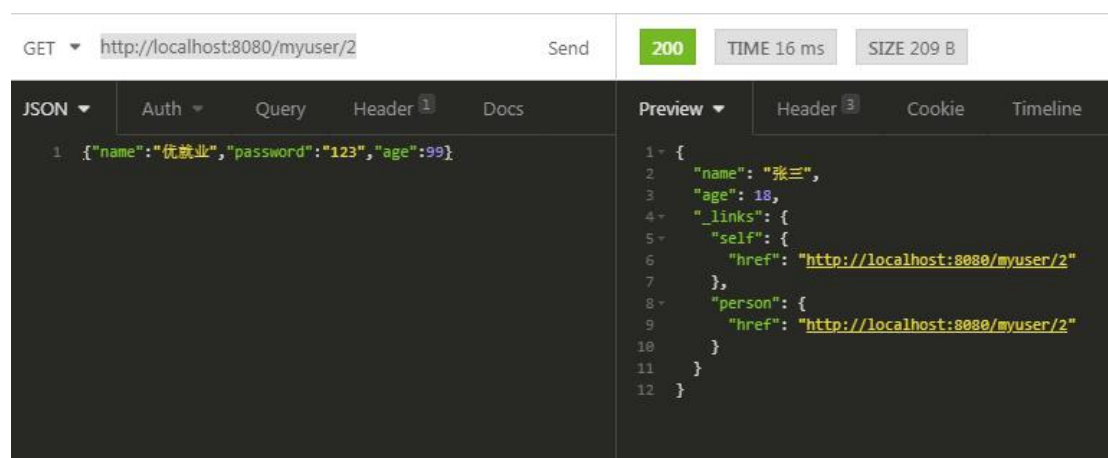 GET http://localhost:8080/myuser/2 Send
200 TIME 16 ms SIZE 209 B
JSON Auth Query Header 1 Docs
Preview Header 3 Cookie Timeline
1 {"name":"优就业","password":"123","age":99}
1 {
2 "name": "张三",
3 "age": 18,
4 "_links": {
5 "self": {
6 "href": "http://localhost:8080/myuser/2"
7 },
8 "person": {
9 "href": "http://localhost:8080/myuser/2"
10 }
11 }
12 }